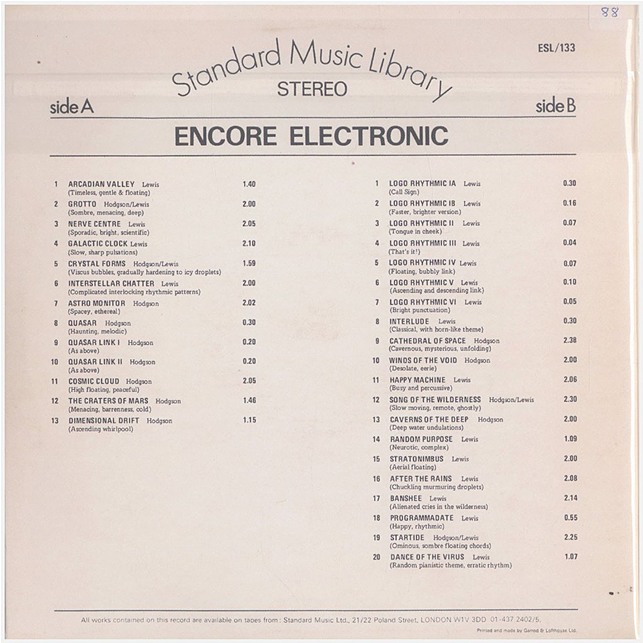 88
ESL/133
Standard Music Library
STEREO
side A
side B
ENCORE ELECTRONIC
1 ARCADIAN VALLEY Lewis 1.40
(Timeless, gentle & floating)
2 GROTTO Hodgson/Lewis 2.00
(Sombre, menacing, deep)
3 NERVE CENTRE Lewis 2.05
(Sporadic, bright, scientific)
4 GALACTIC CLOCK Lewis 2.10
(Slow, sharp pulsations)
5 CRYSTAL FORMS Hodgson/Lewis 1.59
(Viscus bubbles, gradually hardening to icy droplets)
6 INTERSTELLAR CHATTER Lewis 2.00
(Complicated interlocking rhythmic patterns)
7 ASTRO MONITOR Hodgson 2.02
(Spacey, ethereal)
8 QUASAR Hodgson 0.30
(Haunting, melodic)
9 QUASAR LINK I Hodgson 0.20
(As above)
10 QUASAR LINK II Hodgson 0.20
(As above)
11 COSMIC CLOUD Hodgson 2.05
(High floating, peaceful)
12 THE CRATERS OF MARS Hodgson 1.46
(Menacing, barrenness, cold)
13 DIMENSIONAL DRIFT Hodgson 1.15
(Ascending whirlpool)
1 LOGO RHYTHMIC IA Lewis 0.30
(Call Sign)
2 LOGO RHYTHMIC IB Lewis 0.16
(Faster, brighter version)
3 LOGO RHYTHMIC II Lewis 0.07
(Tongue in cheek)
4 LOGO RHYTHMIC III Lewis 0.04
(That's it!)
5 LOGO RHYTHMIC IV Lewis 0.07
(Floating, bubbly link)
6 LOGO RHYTHMIC V Lewis 0.10
(Ascending and descending link)
7 LOGO RHYTHMIC VI Lewis 0.05
(Bright punctuation)
8 INTERLUDE Lewis 0.30
(Classical, with horn-like theme)
9 CATHEDRAL OF SPACE Hodgson 2.38
(Cavernous, mysterious, unfolding)
10 WINDS OF THE VOID Hodgson 2.00
(Desolate, eerie)
11 HAPPY MACHINE Lewis 2.06
(Busy and percussive)
12 SONG OF THE WILDERNESS Hodgson/Lewis 2.30
(Slow moving, remote, ghostly)
13 CAVERNS OF THE DEEP Hodgson 2.00
(Deep water undulations)
14 RANDOM PURPOSE Lewis 1.09
(Neurotic, complex)
15 STRATONIMBUS Lewis 2.00
(Aerial floating)
16 AFTER THE RAINS Lewis 2.08
(Chuckling murmuring droplets)
17 BANSHEE Lewis 2.14
(Alienated cries in the wilderness)
18 PROGRAMMADATE Lewis 0.55
(Happy, rhythmic)
19 STARTIDE Hodgson/Lewis 2.25
(Ominous, sombre floating chords)
20 DANCE OF THE VIRUS Lewis 1.07
(Random pianistic theme, erratic rhythm)
All works contained on this record are available on tapes from: Standard Music Ltd., 21/22 Poland Street, LONDON W1V 3DD 01-437 2402/5.
Printed and made by Garrod & Lofthouse Ltd.